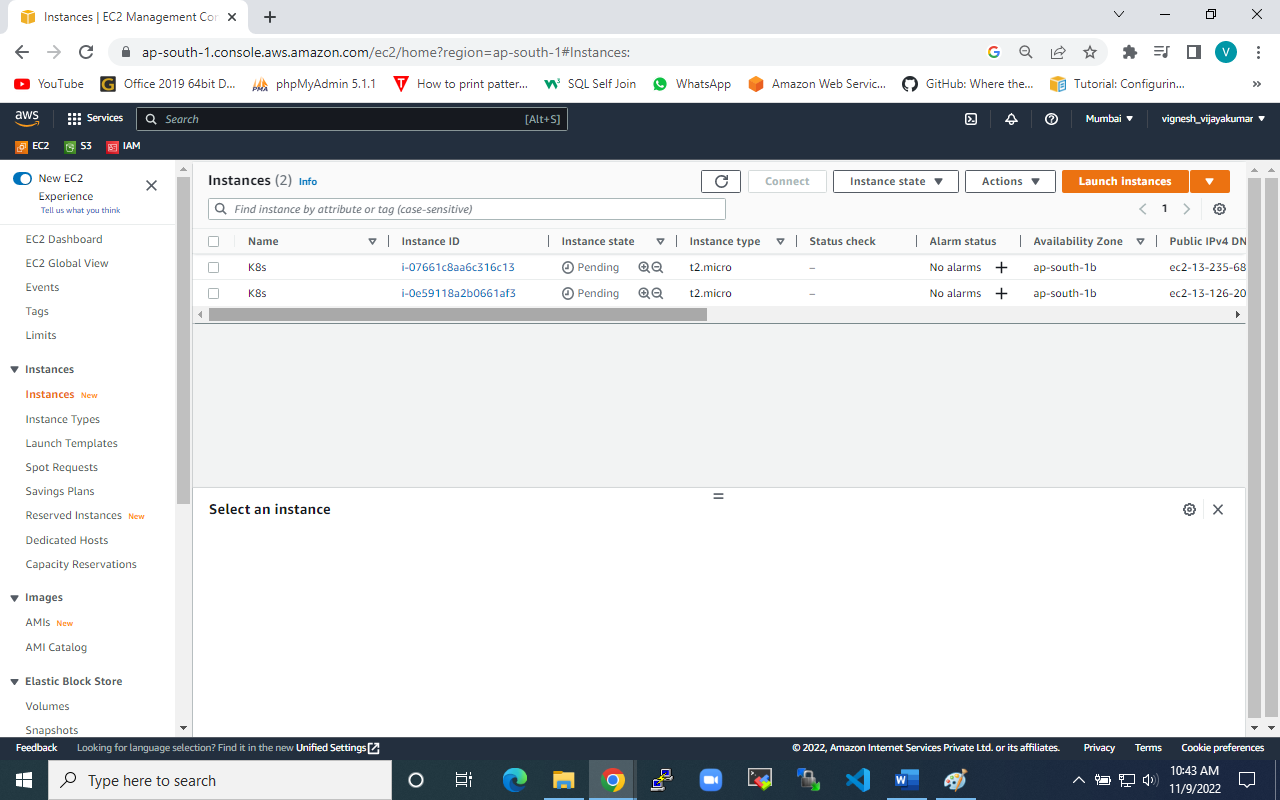 Instances | EC2 Management Con
ap-south-1.console.aws.amazon.com/ec2/home?region=ap-south-1#Instances:
V
YouTube
Office 2019 64bit D...
phpMyAdmin 5.1.1
How to print patter...
SQL Self Join
WhatsApp
Amazon Web Servic...
GitHub: Where the...
Tutorial: Configurin...
aws
Services
Search
[Alt+S]
Mumbai
vignesh_vijayakumar
EC2
S3
IAM
New EC2
Experience
Tell us what you think
EC2 Dashboard
EC2 Global View
Events
Tags
Limits
Instances
Instances New
Instance Types
Launch Templates
Spot Requests
Savings Plans
Reserved Instances New
Dedicated Hosts
Capacity Reservations
Images
AMIs New
AMI Catalog
Elastic Block Store
Volumes
Snapshots
Instances (2) Info
Connect
Instance state
Actions
Launch instances
Find instance by attribute or tag (case-sensitive)
1
Name Instance ID Instance state Instance type Status check Alarm status Availability Zone Public IPv4 DN
K8s i-07661c8aa6c316c13 Pending t2.micro – No alarms + ap-south-1b ec2-13-235-68
K8s i-0e59118a2b0661af3 Pending t2.micro – No alarms + ap-south-1b ec2-13-126-20
Select an instance
Feedback
Looking for language selection? Find it in the new Unified Settings
© 2022, Amazon Internet Services Private Ltd. or its affiliates.
Privacy
Terms
Cookie preferences
Type here to search
10:43 AM
11/9/2022